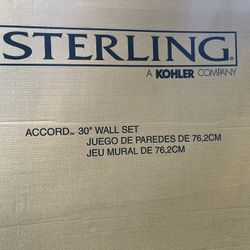 STERLING®
A KOHLER COMPANY
ACCORD™ 30" WALL SET
JUEGO DE PAREDES DE 76,2CM
JEU MURAL DE 76,2CM